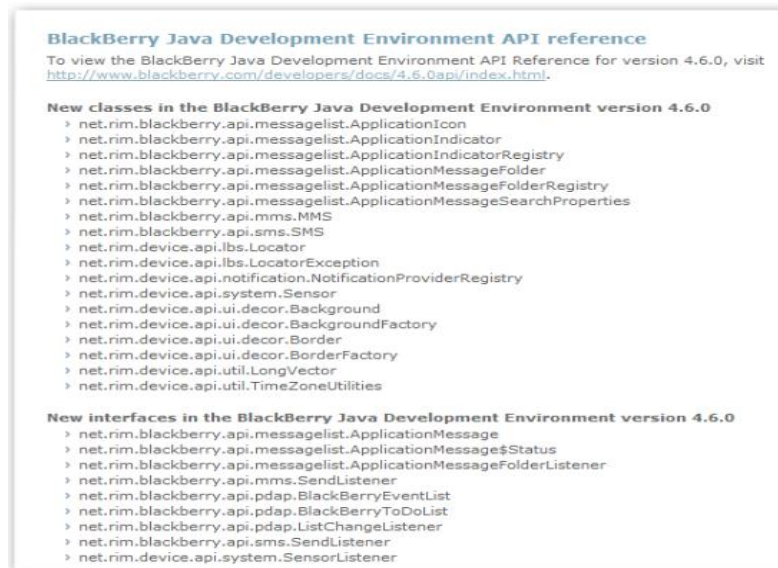 BlackBerry Java Development Environment API reference
To view the BlackBerry Java Development Environment API Reference for version 4.6.0, visit
http://www.blackberry.com/developers/docs/4.6.0api/index.html.
New classes in the BlackBerry Java Development Environment version 4.6.0
› net.rim.blackberry.api.messagelist.ApplicationIcon
› net.rim.blackberry.api.messagelist.ApplicationIndicator
› net.rim.blackberry.api.messagelist.ApplicationIndicatorRegistry
› net.rim.blackberry.api.messagelist.ApplicationMessageFolder
› net.rim.blackberry.api.messagelist.ApplicationMessageFolderRegistry
› net.rim.blackberry.api.messagelist.ApplicationMessageSearchProperties
› net.rim.blackberry.api.mms.MMS
› net.rim.blackberry.api.sms.SMS
› net.rim.device.api.lbs.Locator
› net.rim.device.api.lbs.LocatorException
› net.rim.device.api.notification.NotificationProviderRegistry
› net.rim.device.api.system.Sensor
› net.rim.device.api.ui.decor.Background
› net.rim.device.api.ui.decor.BackgroundFactory
› net.rim.device.api.ui.decor.Border
› net.rim.device.api.ui.decor.BorderFactory
› net.rim.device.api.util.LongVector
› net.rim.device.api.util.TimeZoneUtilities
New interfaces in the BlackBerry Java Development Environment version 4.6.0
› net.rim.blackberry.api.messagelist.ApplicationMessage
› net.rim.blackberry.api.messagelist.ApplicationMessage$Status
› net.rim.blackberry.api.messagelist.ApplicationMessageFolderListener
› net.rim.blackberry.api.mms.SendListener
› net.rim.blackberry.api.pdap.BlackBerryEventList
› net.rim.blackberry.api.pdap.BlackBerryToDoList
› net.rim.blackberry.api.pdap.ListChangeListener
› net.rim.blackberry.api.sms.SendListener
› net.rim.device.api.system.SensorListener